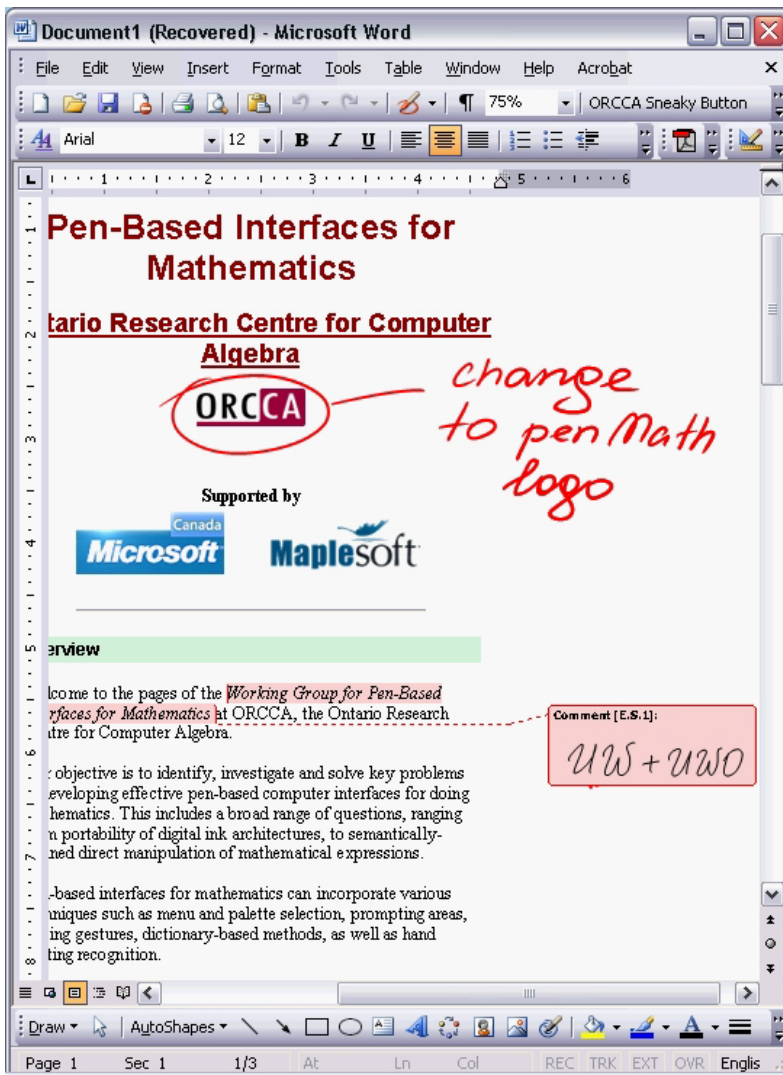 Document1 (Recovered) - Microsoft Word
File Edit View Insert Format Tools Table Window Help Acrobat
75% ORCCA Sneaky Button
Arial 12 B I U
1 2 3 4 5 6
Pen-Based Interfaces for
Mathematics
tario Research Centre for Computer
Algebra
ORCCA
change
to pen Math
logo
Supported by
Canada
Microsoft
Maplesoft
erview
lcome to the pages of the Working Group for Pen-Based
rfaces for Mathematics at ORCCA, the Ontario Research
tre for Computer Algebra.
Comment [E.S.1]:
UW + UWO
r objective is to identify, investigate and solve key problems
eveloping effective pen-based computer interfaces for doing
hematics. This includes a broad range of questions, ranging
n portability of digital ink architectures, to semantically-
ned direct manipulation of mathematical expressions.
-based interfaces for mathematics can incorporate various
niques such as menu and palette selection, prompting areas,
ing gestures, dictionary-based methods, as well as hand
ting recognition.
Draw AutoShapes
Page 1 Sec 1 1/3 At Ln Col REC TRK EXT OVR Englis